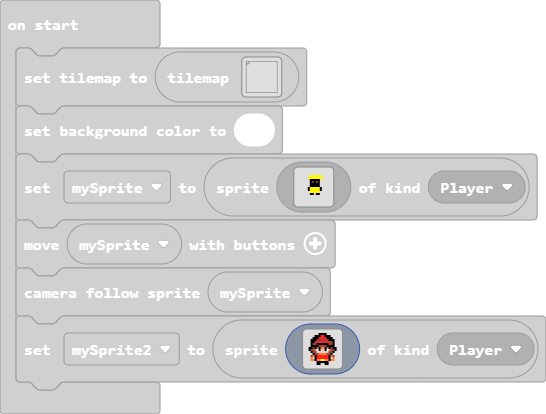 on start
set tilemap to tilemap
set background color to
set mySprite to sprite of kind Player
move mySprite with buttons
camera follow sprite mySprite
set mySprite2 to sprite of kind Player